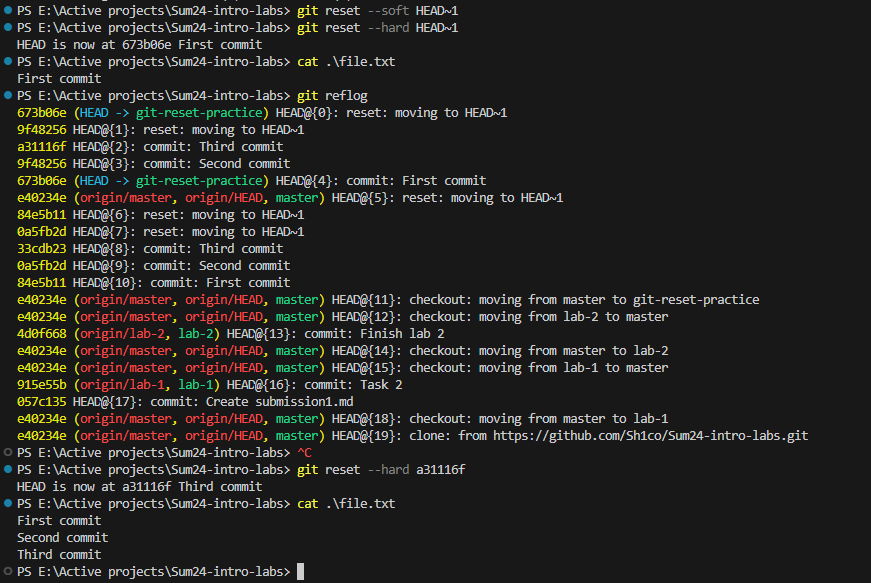 PS E:\Active projects\Sum24-intro-labs> git reset --soft HEAD~1
PS E:\Active projects\Sum24-intro-labs> git reset --hard HEAD~1
HEAD is now at 673b06e First commit
PS E:\Active projects\Sum24-intro-labs> cat .\file.txt
First commit
PS E:\Active projects\Sum24-intro-labs> git reflog
673b06e (HEAD -> git-reset-practice) HEAD@{0}: reset: moving to HEAD~1
9f48256 HEAD@{1}: reset: moving to HEAD~1
a31116f HEAD@{2}: commit: Third commit
9f48256 HEAD@{3}: commit: Second commit
673b06e (HEAD -> git-reset-practice) HEAD@{4}: commit: First commit
e40234e (origin/master, origin/HEAD, master) HEAD@{5}: reset: moving to HEAD~1
84e5b11 HEAD@{6}: reset: moving to HEAD~1
0a5fb2d HEAD@{7}: reset: moving to HEAD~1
33cdb23 HEAD@{8}: commit: Third commit
0a5fb2d HEAD@{9}: commit: Second commit
84e5b11 HEAD@{10}: commit: First commit
e40234e (origin/master, origin/HEAD, master) HEAD@{11}: checkout: moving from master to git-reset-practice
e40234e (origin/master, origin/HEAD, master) HEAD@{12}: checkout: moving from lab-2 to master
4d0f668 (origin/lab-2, lab-2) HEAD@{13}: commit: Finish lab 2
e40234e (origin/master, origin/HEAD, master) HEAD@{14}: checkout: moving from master to lab-2
e40234e (origin/master, origin/HEAD, master) HEAD@{15}: checkout: moving from lab-1 to master
915e55b (origin/lab-1, lab-1) HEAD@{16}: commit: Task 2
057c135 HEAD@{17}: commit: Create submission1.md
e40234e (origin/master, origin/HEAD, master) HEAD@{18}: checkout: moving from master to lab-1
e40234e (origin/master, origin/HEAD, master) HEAD@{19}: clone: from https://github.com/Sh1co/Sum24-intro-labs.git
PS E:\Active projects\Sum24-intro-labs> ^C
PS E:\Active projects\Sum24-intro-labs> git reset --hard a31116f
HEAD is now at a31116f Third commit
PS E:\Active projects\Sum24-intro-labs> cat .\file.txt
First commit
Second commit
Third commit
PS E:\Active projects\Sum24-intro-labs>